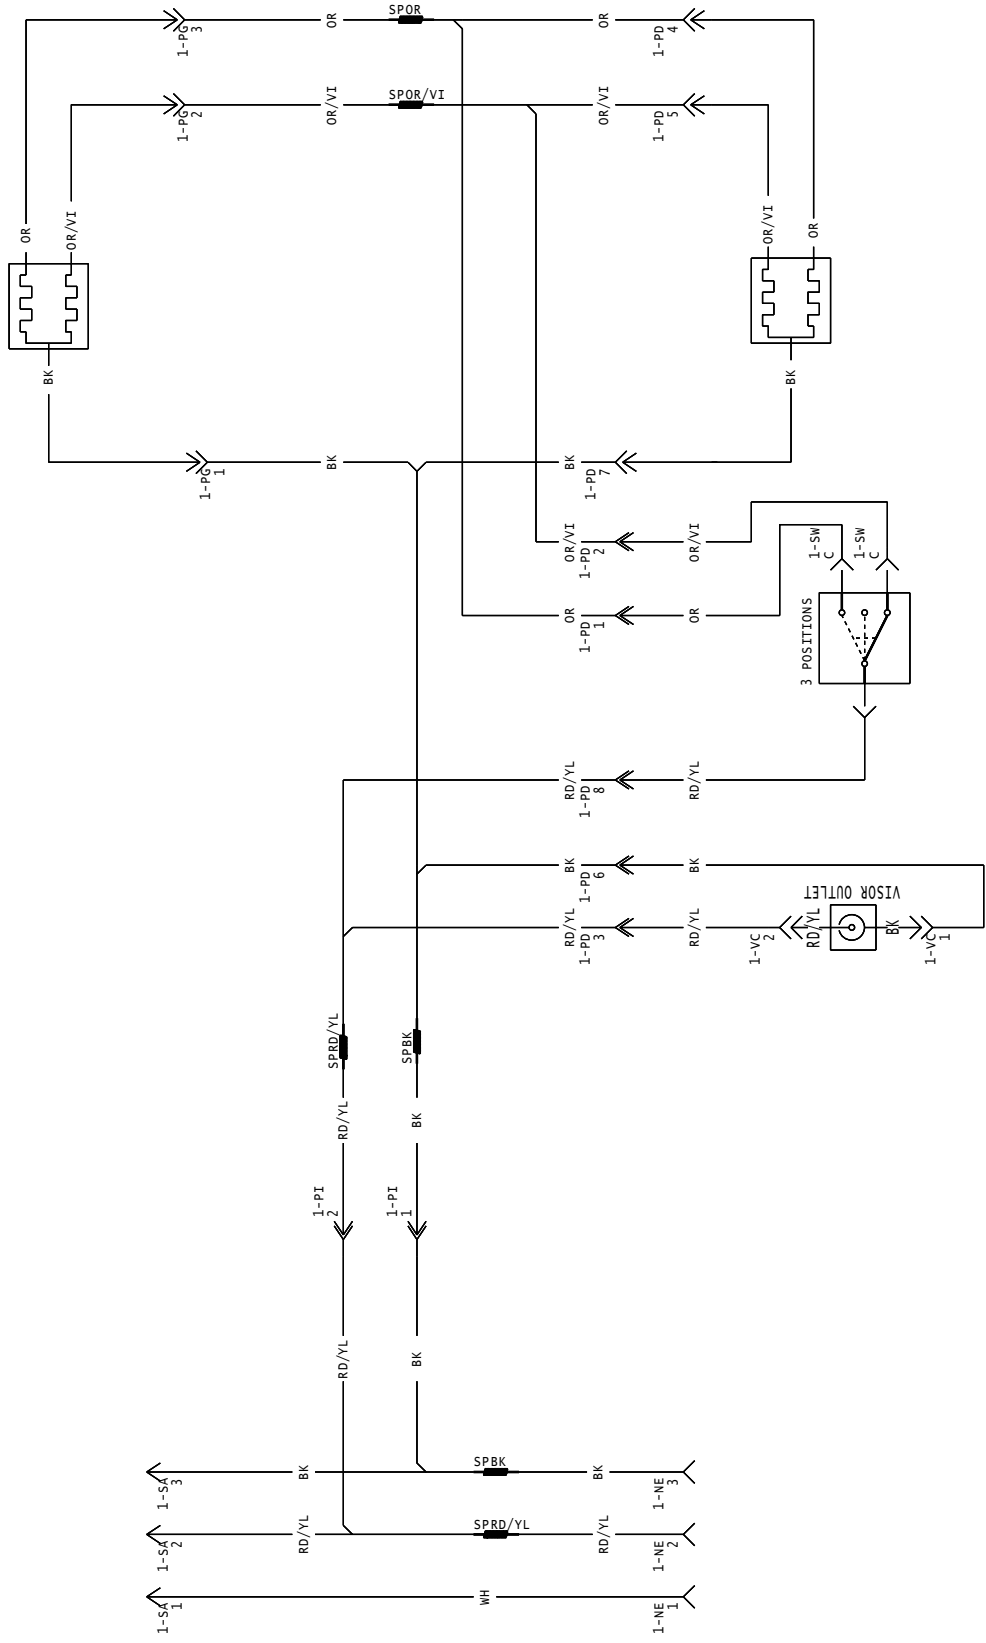 SPOR
OR
OR
1-PG
3
1-PD
4
SPOR/VI
OR/VI
OR/VI
1-PG
2
1-PD
5
OR
OR/VI
OR/VI
OR
BK
BK
BK
BK
1-PG
1
1-PD
7
OR/VI
OR/VI
1-PD
2
1-SW
C
1-SW
C
OR
OR
1-PD
1
3 POSITIONS
RD/YL
RD/YL
1-PD
8
BK
BK
1-PD
6
VISOR OUTLET
RD/YL
RD/YL
1-PD
3
1-VC
2
RD/YL
BK
1-VC
1
SPRD/YL
SPBK
RD/YL
BK
1-PI
2
1-PI
1
RD/YL
BK
SPBK
BK
BK
1-SA
3
1-NE
3
SPRD/YL
RD/YL
RD/YL
1-SA
2
1-NE
2
WH
1-SA
1
1-NE
1